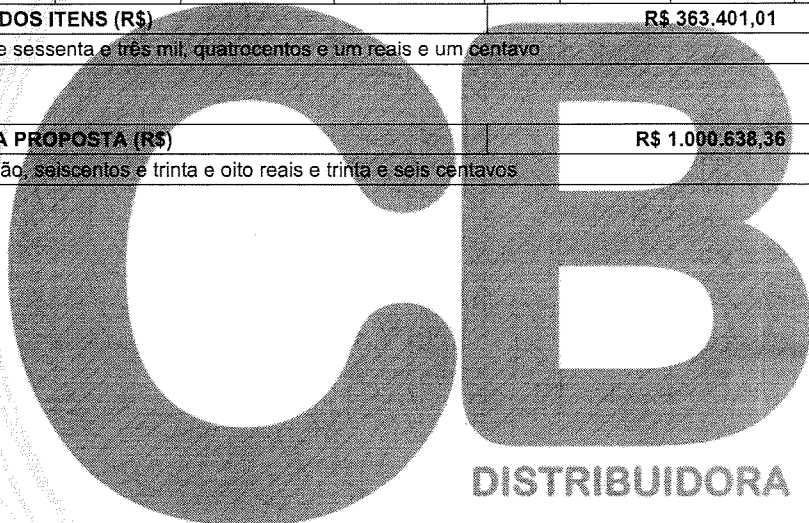 DOS ITENS (R$) R$ 363.401,01
e sessenta e três mil, quatrocentos e um reais e um centavo
A PROPOSTA (R$) R$ 1.000.638,36
ão, seiscentos e trinta e oito reais e trinta e seis centavos
CB
DISTRIBUIDORA